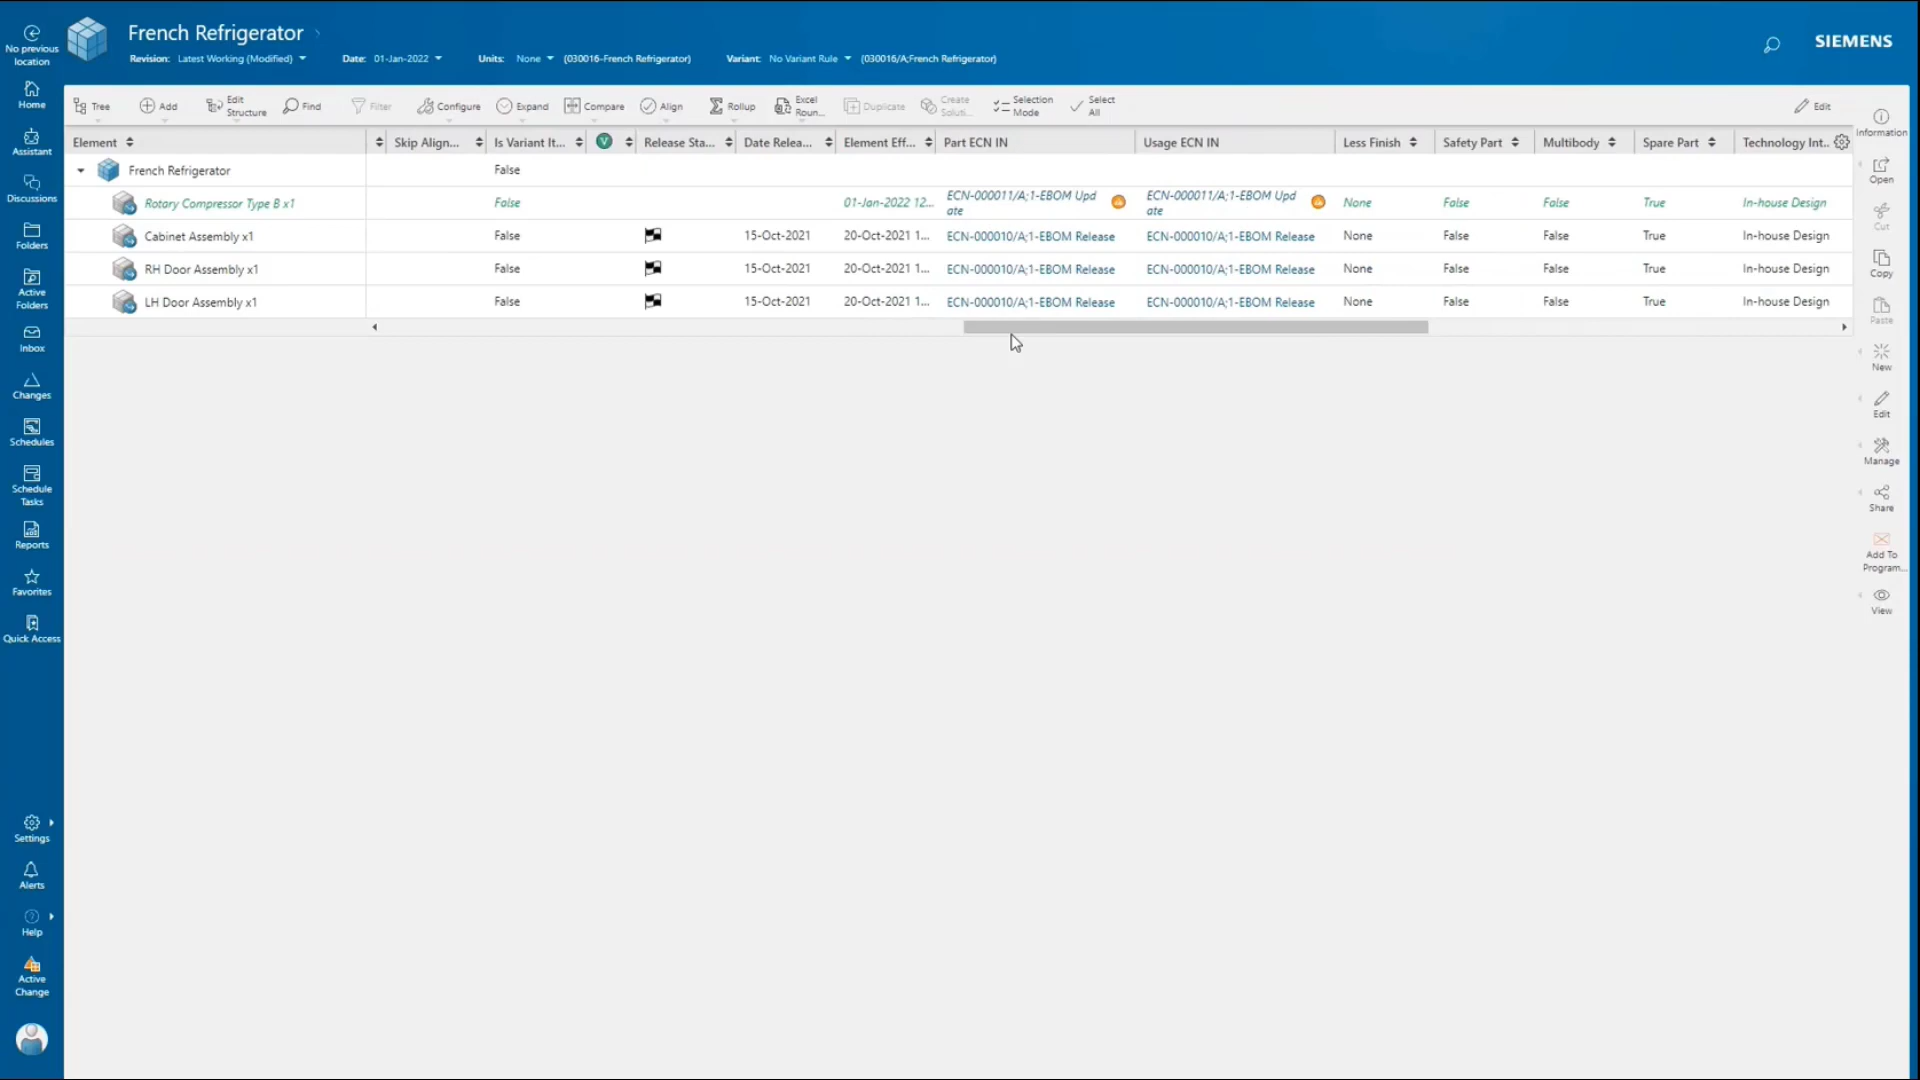 No previous
location
French Refrigerator
Revision: Latest Working (Modified) Date: 01-Jan-2022 Units: None (030016-French Refrigerator) Variant: No Variant Rule (030016/A;French Refrigerator)
SIEMENS
Home
Assistant
Discussions
Folders
Active
Folders
Inbox
Changes
Schedules
Schedule
Tasks
Reports
Favorites
Quick Access
Settings
Alerts
Help
Active
Change
Tree
Add
Edit
Structure
Find
Filter
Configure
Expand
Compare
Align
Rollup
Excel
Roun...
Duplicate
Create
Soluti...
Selection
Mode
Select
All
Edit
Element Skip Align... Is Variant It... V Release Sta... Date Relea... Element Eff... Part ECN IN Usage ECN IN Less Finish Safety Part Multibody Spare Part Technology Int..
French Refrigerator False
Rotary Compressor Type B x1 False 01-Jan-2022 12... ECN-000011/A;1-EBOM Upd ECN-000011/A;1-EBOM Upd None False False True In-house Design
ate ate
Cabinet Assembly x1 False 15-Oct-2021 20-Oct-2021 1... ECN-000010/A;1-EBOM Release ECN-000010/A;1-EBOM Release None False False True In-house Design
RH Door Assembly x1 False 15-Oct-2021 20-Oct-2021 1... ECN-000010/A;1-EBOM Release ECN-000010/A;1-EBOM Release None False False True In-house Design
LH Door Assembly x1 False 15-Oct-2021 20-Oct-2021 1... ECN-000010/A;1-EBOM Release ECN-000010/A;1-EBOM Release None False False True In-house Design
Information
Open
Cut
Copy
Paste
New
Edit
Manage
Share
Add To
Program...
View